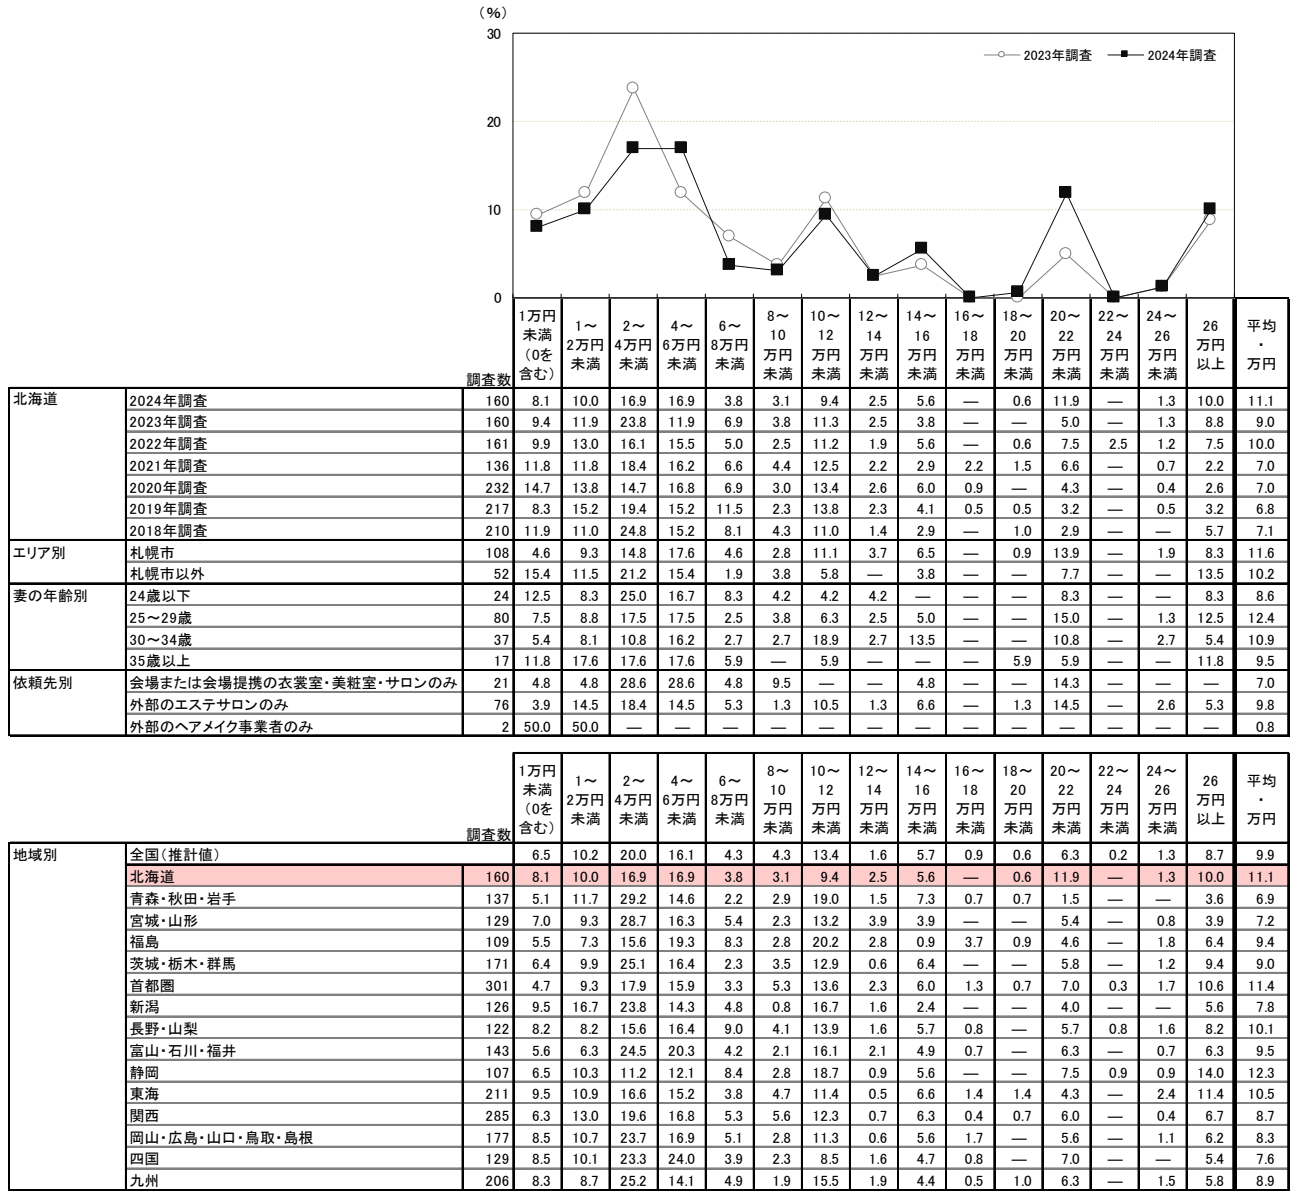 （％）
30
20
10
0
2023年調査 2024年調査
調査数 1万円未満（0を含む） 1～2万円未満 2～4万円未満 4～6万円未満 6～8万円未満 8～10万円未満 10～12万円未満 12～14万円未満 14～16万円未満 16～18万円未満 18～20万円未満 20～22万円未満 22～24万円未満 24～26万円未満 26万円以上 平均・万円
北海道 2024年調査 160 8.1 10.0 16.9 16.9 3.8 3.1 9.4 2.5 5.6 ― 0.6 11.9 ― 1.3 10.0 11.1
2023年調査 160 9.4 11.9 23.8 11.9 6.9 3.8 11.3 2.5 3.8 ― ― 5.0 ― 1.3 8.8 9.0
2022年調査 161 9.9 13.0 16.1 15.5 5.0 2.5 11.2 1.9 5.6 ― 0.6 7.5 2.5 1.2 7.5 10.0
2021年調査 136 11.8 11.8 18.4 16.2 6.6 4.4 12.5 2.2 2.9 2.2 1.5 6.6 ― 0.7 2.2 7.0
2020年調査 232 14.7 13.8 14.7 16.8 6.9 3.0 13.4 2.6 6.0 0.9 ― 4.3 ― 0.4 2.6 7.0
2019年調査 217 8.3 15.2 19.4 15.2 11.5 2.3 13.8 2.3 4.1 0.5 0.5 3.2 ― 0.5 3.2 6.8
2018年調査 210 11.9 11.0 24.8 15.2 8.1 4.3 11.0 1.4 2.9 ― 1.0 2.9 ― ― 5.7 7.1
エリア別 札幌市 108 4.6 9.3 14.8 17.6 4.6 2.8 11.1 3.7 6.5 ― 0.9 13.9 ― 1.9 8.3 11.6
札幌市以外 52 15.4 11.5 21.2 15.4 1.9 3.8 5.8 ― 3.8 ― ― 7.7 ― ― 13.5 10.2
妻の年齢別 24歳以下 24 12.5 8.3 25.0 16.7 8.3 4.2 4.2 4.2 ― ― ― 8.3 ― ― 8.3 8.6
25～29歳 80 7.5 8.8 17.5 17.5 2.5 3.8 6.3 2.5 5.0 ― ― 15.0 ― 1.3 12.5 12.4
30～34歳 37 5.4 8.1 10.8 16.2 2.7 2.7 18.9 2.7 13.5 ― ― 10.8 ― 2.7 5.4 10.9
35歳以上 17 11.8 17.6 17.6 17.6 5.9 ― 5.9 ― ― ― 5.9 5.9 ― ― 11.8 9.5
依頼先別 会場または会場提携の衣裳室・美粧室・サロンのみ 21 4.8 4.8 28.6 28.6 4.8 9.5 ― ― 4.8 ― ― 14.3 ― ― ― 7.0
外部のエステサロンのみ 76 3.9 14.5 18.4 14.5 5.3 1.3 10.5 1.3 6.6 ― 1.3 14.5 ― 2.6 5.3 9.8
外部のヘアメイク事業者のみ 2 50.0 50.0 ― ― ― ― ― ― ― ― ― ― ― ― ― 0.8
調査数 1万円未満（0を含む） 1～2万円未満 2～4万円未満 4～6万円未満 6～8万円未満 8～10万円未満 10～12万円未満 12～14万円未満 14～16万円未満 16～18万円未満 18～20万円未満 20～22万円未満 22～24万円未満 24～26万円未満 26万円以上 平均・万円
地域別 全国（推計値） 6.5 10.2 20.0 16.1 4.3 4.3 13.4 1.6 5.7 0.9 0.6 6.3 0.2 1.3 8.7 9.9
北海道 160 8.1 10.0 16.9 16.9 3.8 3.1 9.4 2.5 5.6 ― 0.6 11.9 ― 1.3 10.0 11.1
青森・秋田・岩手 137 5.1 11.7 29.2 14.6 2.2 2.9 19.0 1.5 7.3 0.7 0.7 1.5 ― ― 3.6 6.9
宮城・山形 129 7.0 9.3 28.7 16.3 5.4 2.3 13.2 3.9 3.9 ― ― 5.4 ― 0.8 3.9 7.2
福島 109 5.5 7.3 15.6 19.3 8.3 2.8 20.2 2.8 0.9 3.7 0.9 4.6 ― 1.8 6.4 9.4
茨城・栃木・群馬 171 6.4 9.9 25.1 16.4 2.3 3.5 12.9 0.6 6.4 ― ― 5.8 ― 1.2 9.4 9.0
首都圏 301 4.7 9.3 17.9 15.9 3.3 5.3 13.6 2.3 6.0 1.3 0.7 7.0 0.3 1.7 10.6 11.4
新潟 126 9.5 16.7 23.8 14.3 4.8 0.8 16.7 1.6 2.4 ― ― 4.0 ― ― 5.6 7.8
長野・山梨 122 8.2 8.2 15.6 16.4 9.0 4.1 13.9 1.6 5.7 0.8 ― 5.7 0.8 1.6 8.2 10.1
富山・石川・福井 143 5.6 6.3 24.5 20.3 4.2 2.1 16.1 2.1 4.9 0.7 ― 6.3 ― 0.7 6.3 9.5
静岡 107 6.5 10.3 11.2 12.1 8.4 2.8 18.7 0.9 5.6 ― ― 7.5 0.9 0.9 14.0 12.3
東海 211 9.5 10.9 16.6 15.2 3.8 4.7 11.4 0.5 6.6 1.4 1.4 4.3 ― 2.4 11.4 10.5
関西 285 6.3 13.0 19.6 16.8 5.3 5.6 12.3 0.7 6.3 0.4 0.7 6.0 ― 0.4 6.7 8.7
岡山・広島・山口・鳥取・島根 177 8.5 10.7 23.7 16.9 5.1 2.8 11.3 0.6 5.6 1.7 ― 5.6 ― 1.1 6.2 8.3
四国 129 8.5 10.1 23.3 24.0 3.9 2.3 8.5 1.6 4.7 0.8 ― 7.0 ― ― 5.4 7.6
九州 206 8.3 8.7 25.2 14.1 4.9 1.9 15.5 1.9 4.4 0.5 1.0 6.3 ― 1.5 5.8 8.9